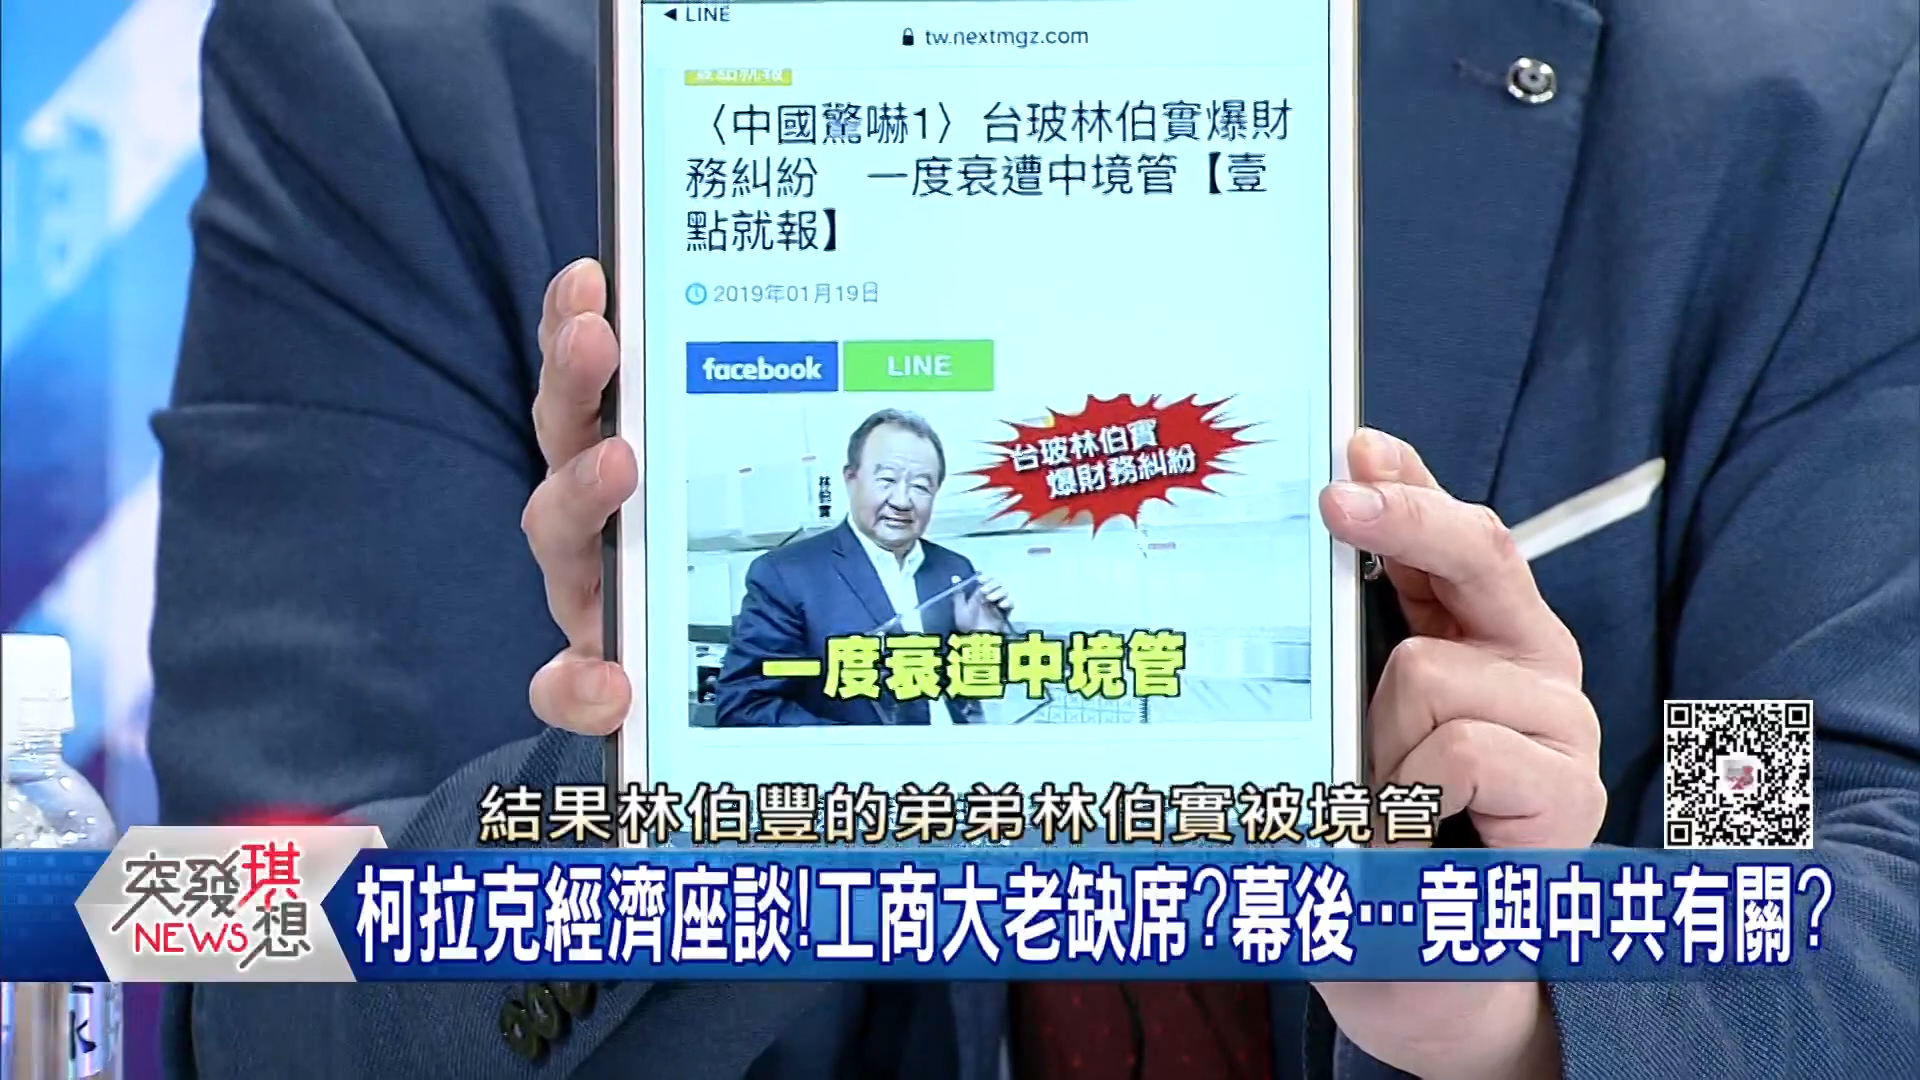 ◀ LINE
tw.nextmgz.com
〈中國驚嚇1〉台玻林伯實爆財
務糾紛　一度衰遭中境管【壹
點就報】
2019年01月19日
facebook
LINE
台玻林伯實
爆財務糾紛
林伯實
一度衰遭中境管
結果林伯豐的弟弟林伯實被境管
突發琪想
NEWS
柯拉克經濟座談!工商大老缺席?幕後…竟與中共有關?
水